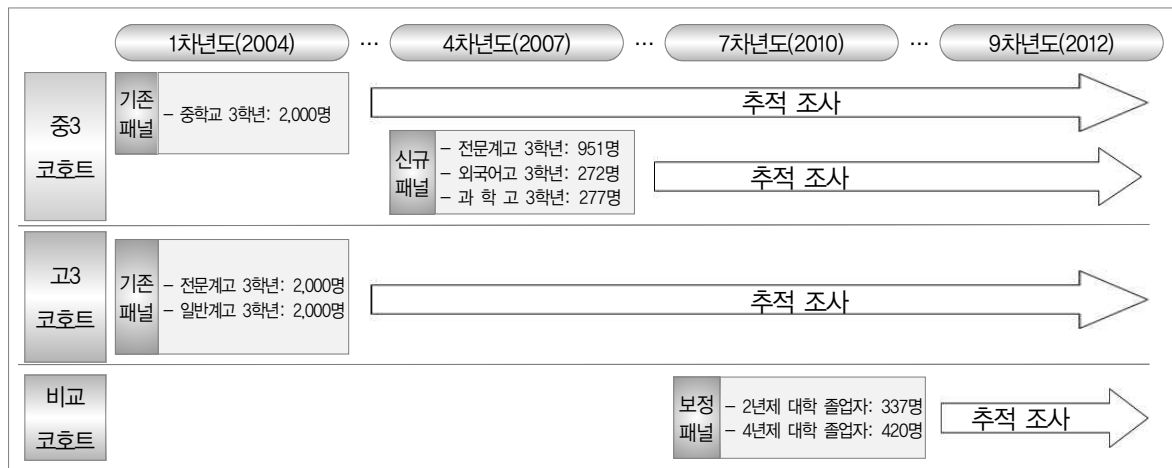 1차년도(2004) … 4차년도(2007) … 7차년도(2010) … 9차년도(2012)
중3
코호트
기존
패널
– 중학교 3학년: 2,000명
추적 조사
신규
패널
– 전문계고 3학년: 951명
– 외국어고 3학년: 272명
– 과 학 고 3학년: 277명
추적 조사
고3
코호트
기존
패널
– 전문계고 3학년: 2,000명
– 일반계고 3학년: 2,000명
추적 조사
비교
코호트
보정
패널
– 2년제 대학 졸업자: 337명
– 4년제 대학 졸업자: 420명
추적 조사